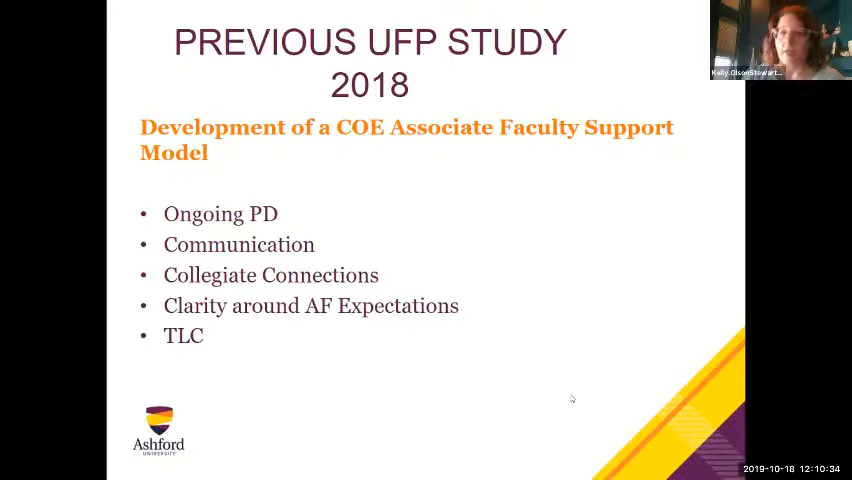 PREVIOUS UFP STUDY
2018
Kelly.OlsonStewart...
Development of a COE Associate Faculty Support
Model
• Ongoing PD
• Communication
• Collegiate Connections
• Clarity around AF Expectations
• TLC
Ashford
UNIVERSITY
2019-10-18 12:10:34